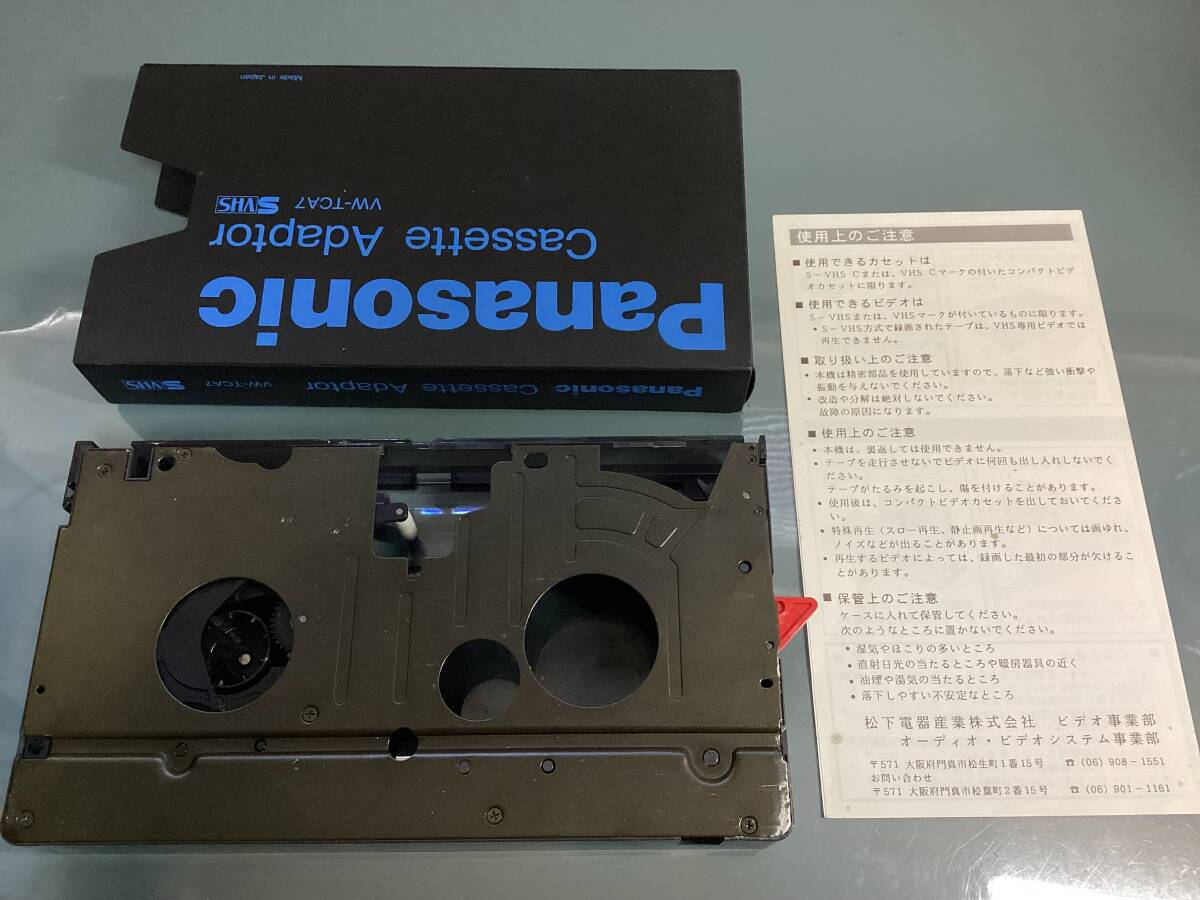 Made in Japan
VW-TCA7 SVHS
Cassette Adaptor
Panasonic
Panasonic Cassette Adaptor VW-TCA7 SVHS
使用上のご注意
■ 使用できるカセットは
S−VHS Cまたは、VHS Cマークの付いたコンパクトビデ
オカセットに限ります。
■ 使用できるビデオは
S−VHSまたは、VHSマークが付いているものに限ります。
• S−VHS方式で録画されたテープは、VHS専用ビデオでは
再生できません。
■ 取り扱い上のご注意
• 本機は精密部品を使用していますので、落下など強い衝撃や
振動を与えないでください。
• 改造や分解は絶対しないでください。
故障の原因になります。
■ 使用上のご注意
• 本機は、裏返しては使用できません。
• テープを走行させないでビデオに何回も出し入れしないでく
ださい。
テープがたるみを起こし、傷を付けることがあります。
• 使用後は、コンパクトビデオカセットを出しておいてくださ
い。
• 特殊再生（スロー再生、静止画再生など）については画ゆれ、
ノイズなどが出ることがあります。
• 再生するビデオによっては、録画した最初の部分が欠けるこ
とがあります。
■ 保管上のご注意
ケースに入れて保管してください。
次のようなところに置かないでください。
• 湿気やほこりの多いところ
• 直射日光の当たるところや暖房器具の近く
• 油煙や湯気の当たるところ
• 落下しやすい不安定なところ
松下電器産業株式会社 ビデオ事業部
オーディオ・ビデオシステム事業部
〒571 大阪府門真市松生町1番15号 ☎ (06) 908−1551
お問い合わせ
〒571 大阪府門真市松葉町2番15号 ☎ (06) 901−1161